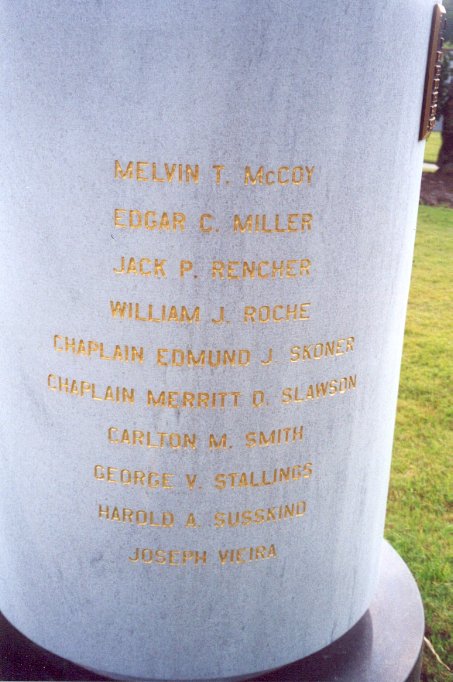 MELVIN T. McCOY
EDGAR C. MILLER
JACK P. RENCHER
WILLIAM J. ROCHE
CHAPLAIN EDMUND J. SKONER
CHAPLAIN MERRITT O. SLAWSON
CARLTON M. SMITH
GEORGE V. STALLINGS
HAROLD A. SUSSKIND
JOSEPH VIEIRA